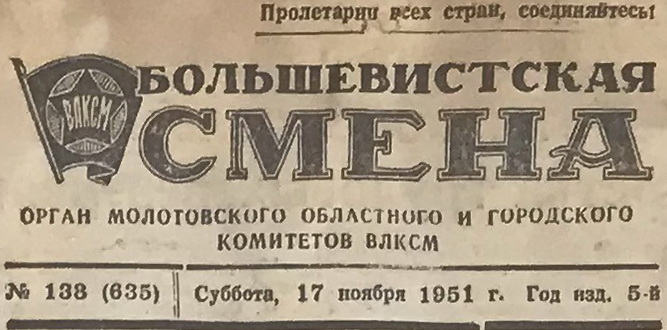 Пролетарии всех стран, соединяйтесь!
БОЛЬШЕВИСТСКАЯ
ВЛКСМ
СМЕНА
ОРГАН МОЛОТОВСКОГО ОБЛАСТНОГО и ГОРОДСКОГО
КОМИТЕТОВ ВЛКСМ
№ 138 (635) Суббота, 17 ноября 1951 г. Год изд. 5-й